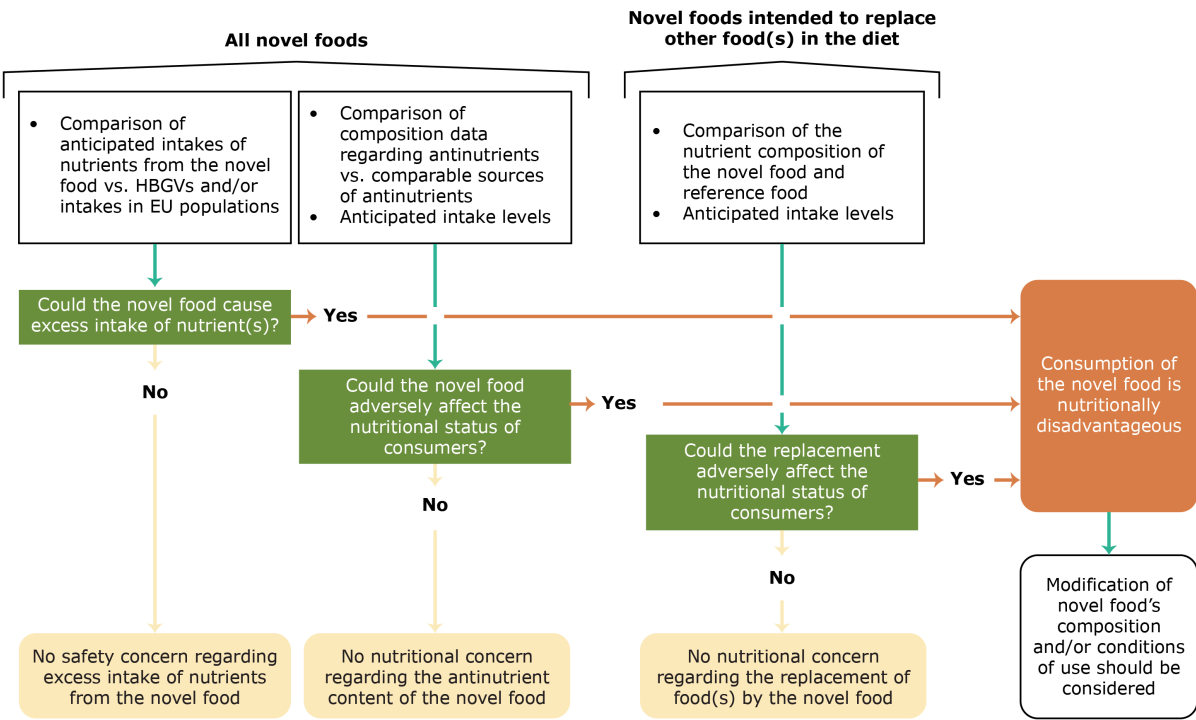 All novel foods
Novel foods intended to replace
other food(s) in the diet
• Comparison of
anticipated intakes of
nutrients from the novel
food vs. HBGVs and/or
intakes in EU populations
• Comparison of
composition data
regarding antinutrients
vs. comparable sources
of antinutrients
• Anticipated intake levels
• Comparison of the
nutrient composition of
the novel food and
reference food
• Anticipated intake levels
Could the novel food cause
excess intake of nutrient(s)?
Yes
No
Could the novel food
adversely affect the
nutritional status of
consumers?
Yes
No
Could the replacement
adversely affect the
nutritional status of
consumers?
Yes
No
Consumption of
the novel food is
nutritionally
disadvantageous
No safety concern regarding
excess intake of nutrients
from the novel food
No nutritional concern
regarding the antinutrient
content of the novel food
No nutritional concern
regarding the replacement of
food(s) by the novel food
Modification of
novel food’s
composition
and/or conditions
of use should be
considered